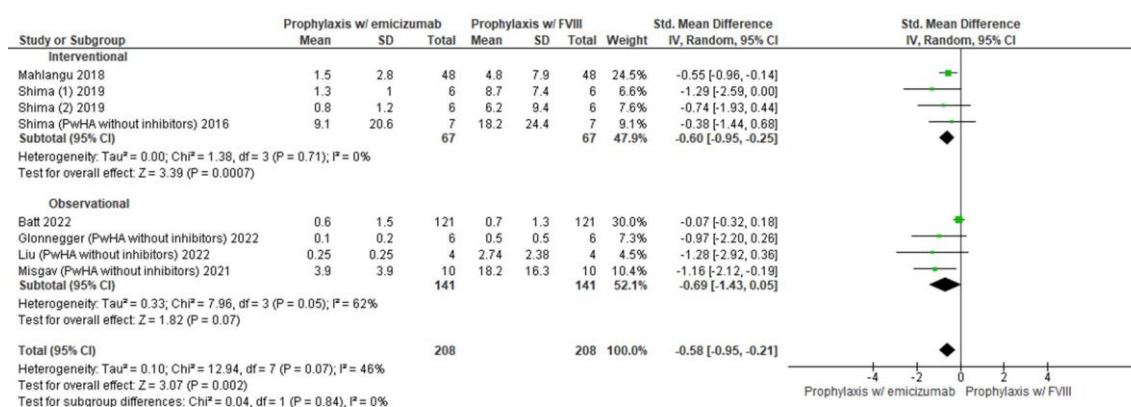 Prophylaxis w/ emicizumab Prophylaxis w/ FVIII Std. Mean Difference Std. Mean Difference
Study or Subgroup Mean SD Total Mean SD Total Weight IV, Random, 95% CI IV, Random, 95% CI
Interventional
Mahlangu 2018 1.5 2.8 48 4.8 7.9 48 24.5% -0.55 [-0.96, -0.14]
Shima (1) 2019 1.3 1 6 8.7 7.4 6 6.6% -1.29 [-2.59, 0.00]
Shima (2) 2019 0.8 1.2 6 6.2 9.4 6 7.6% -0.74 [-1.93, 0.44]
Shima (PwHA without inhibitors) 2016 9.1 20.6 7 18.2 24.4 7 9.1% -0.38 [-1.44, 0.68]
Subtotal (95% CI) 67 67 47.9% -0.60 [-0.95, -0.25]
Heterogeneity: Tau² = 0.00; Chi² = 1.38, df = 3 (P = 0.71); I² = 0%
Test for overall effect: Z = 3.39 (P = 0.0007)
Observational
Batt 2022 0.6 1.5 121 0.7 1.3 121 30.0% -0.07 [-0.32, 0.18]
Glonnegger (PwHA without inhibitors) 2022 0.1 0.2 6 0.5 0.5 6 7.3% -0.97 [-2.20, 0.26]
Liu (PwHA without inhibitors) 2022 0.25 0.25 4 2.74 2.38 4 4.5% -1.28 [-2.92, 0.36]
Misgav (PwHA without inhibitors) 2021 3.9 3.9 10 18.2 16.3 10 10.4% -1.16 [-2.12, -0.19]
Subtotal (95% CI) 141 141 52.1% -0.69 [-1.43, 0.05]
Heterogeneity: Tau² = 0.33; Chi² = 7.96, df = 3 (P = 0.05); I² = 62%
Test for overall effect: Z = 1.82 (P = 0.07)
Total (95% CI) 208 208 100.0% -0.58 [-0.95, -0.21]
Heterogeneity: Tau² = 0.10; Chi² = 12.94, df = 7 (P = 0.07); I² = 46%
Test for overall effect: Z = 3.07 (P = 0.002)
Test for subgroup differences: Chi² = 0.04, df = 1 (P = 0.84), I² = 0%
-4 -2 0 2 4
Prophylaxis w/ emicizumab Prophylaxis w/ FVIII